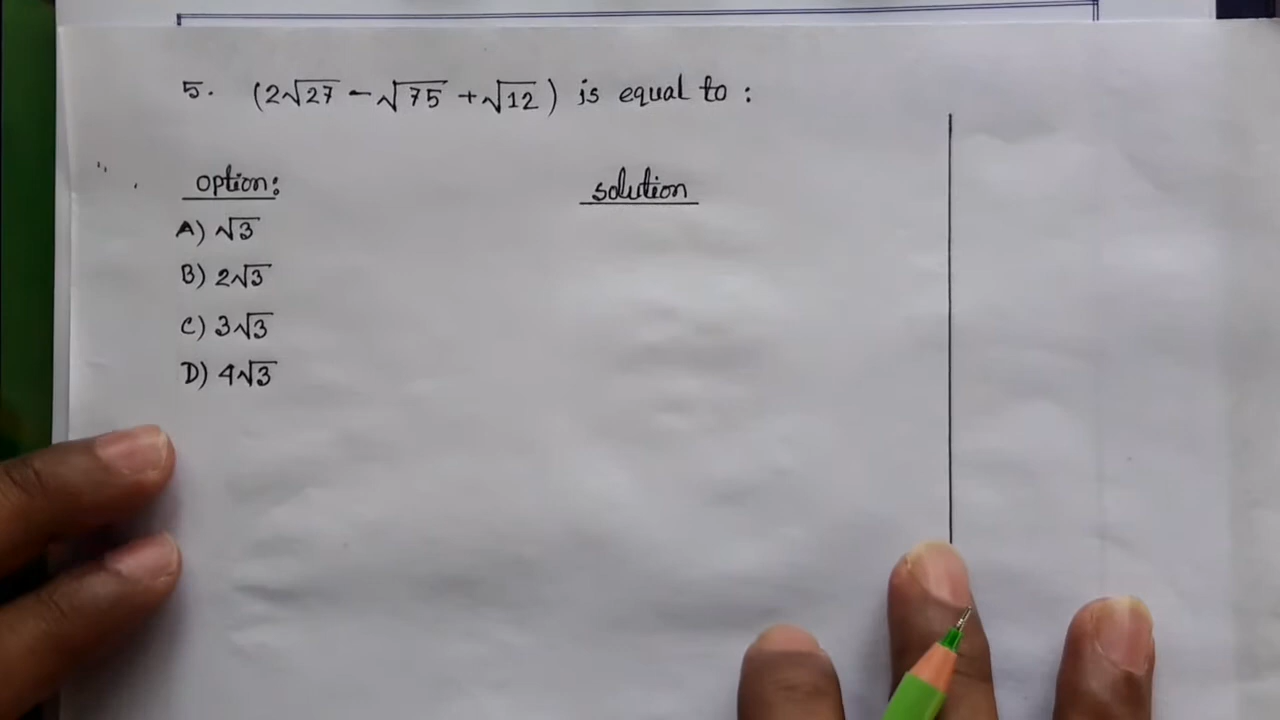 5. (2√27 - √75 + √12) is equal to :
option:
solution
A) √3
B) 2√3
C) 3√3
D) 4√3